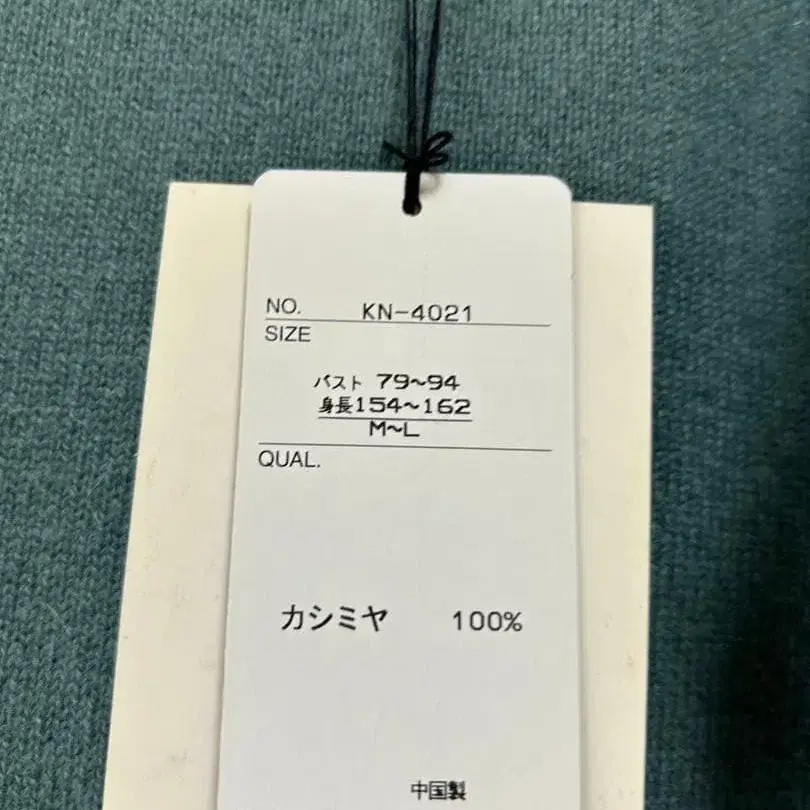 NO. KN-4021
SIZE
バスト 79~94
身長154~162
M~L
QUAL.
カシミヤ 100%
中国製